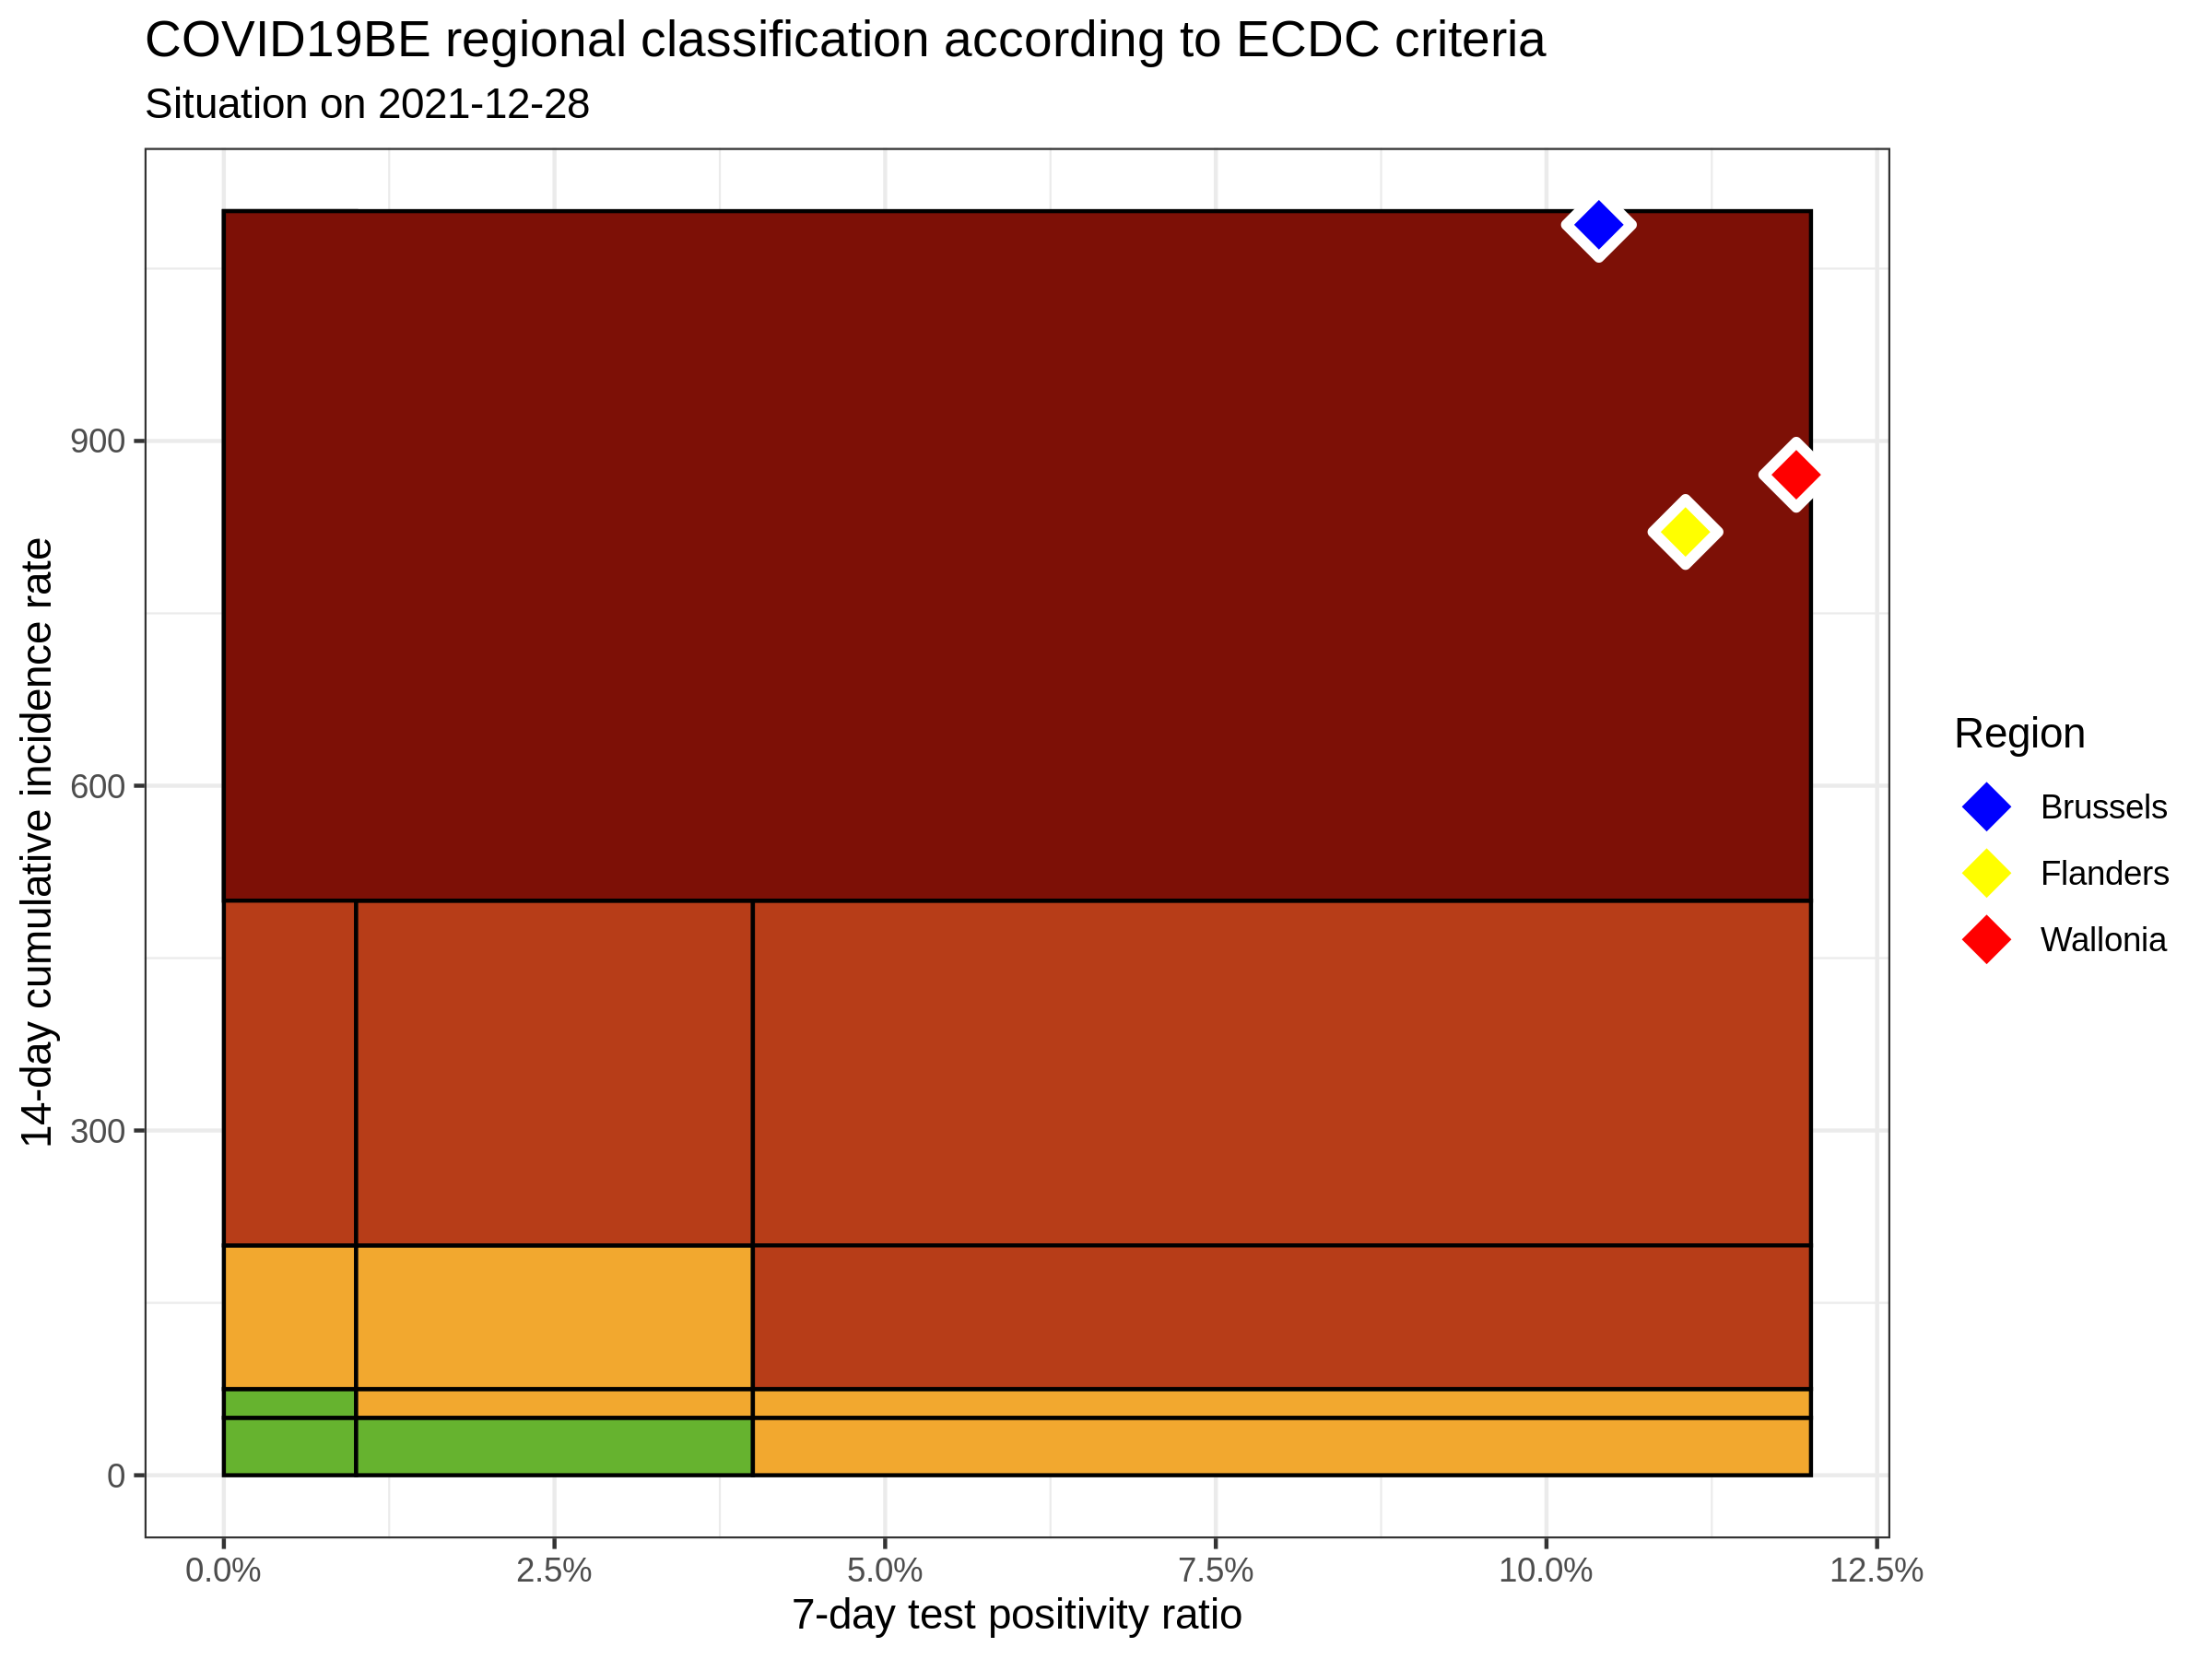 COVID19BE regional classification according to ECDC criteria
Situation on 2021-12-28
14-day cumulative incidence rate
900
600
300
0
0.0%
2.5%
5.0%
7.5%
10.0%
12.5%
7-day test positivity ratio
Region
Brussels
Flanders
Wallonia